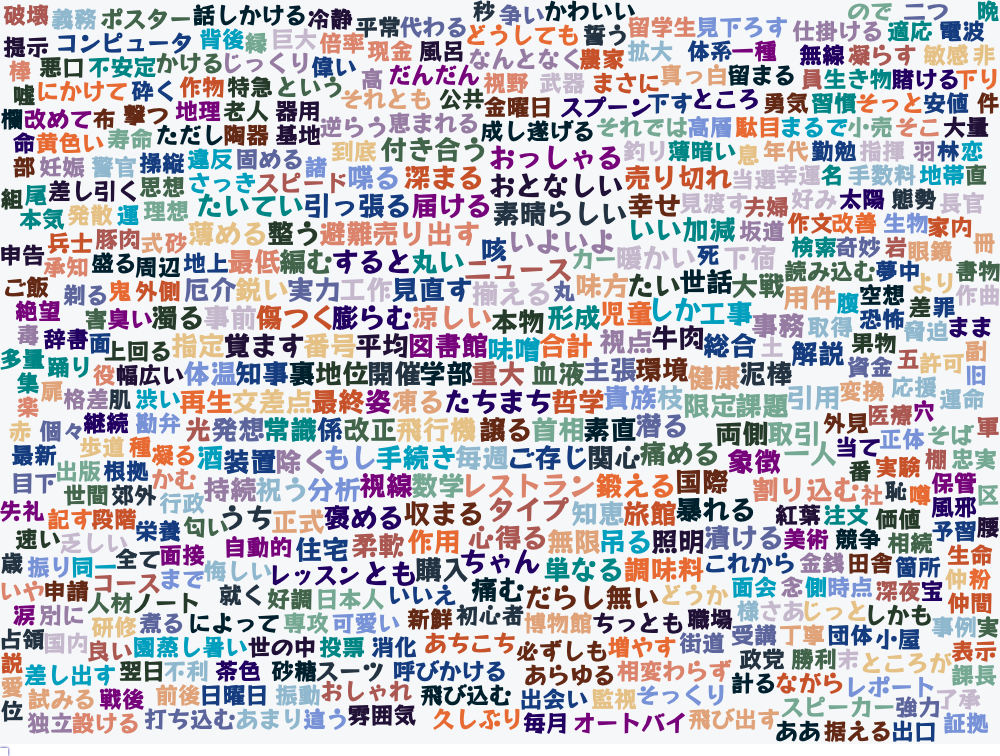 破壊 義務 ポスター 話しかける 冷静 平常 代わる 秒 争い かわいい 留学生 見下ろす ので 二つ 晩
提示 コンピュータ 背後 縁 巨大 倍率 現金 風呂 どうしても 誓う 農家 拡大 体系 一種 仕掛ける 適応 電波
棒 悪口 不安定 かける じっくり 偉い 高 だんだん なんとなく 視野 武器 まさに 真っ白 留まる 無線 凝らす 敏感 非
嘘 にかけて 砕く 作物 特急 という それとも 公共 金曜日 スプーン 下す ところ 員 生き物 賭ける 下り
欄 改めて 布 撃つ 地理 老人 器用 逆らう 恵まれる 成し遂げる それでは 高層 駄目 まるで 小売 勇気 習慣 そっと 安値 件
命 黄色い 寿命 ただし 陶器 基地 到底 付き合う おっしゃる 釣り 薄暗い 息 年代 勤勉 指揮 そこ 大量 羽 林 恋
部 妊娠 警官 操縦 違反 固める 諸 喋る 深まる おとなしい 売り切れ 当選 幸運 名 手数料 地帯 直
組 尾 差し引く 思想 さっき スピード 引っ張る 届ける 素晴らしい 幸せ 見渡す 夫婦 好み 太陽 態勢 長官
本気 発散 運 理想 たいてい 避難 売り出す いよいよ いい加減 坂道 作文 改善 生物 家内
申告 兵士 豚肉 式 砂 薄める 整う 咳 カー 暖かい 死 下宿 検索 奇妙 岩 眼鏡 冊
承知 盛る 周辺 地上 最低 編む すると 丸い ニュース 味方 たい 世話 大戦 読み込む 夢中 より 書物
ご飯 剃る 鬼 外側 厄介 鋭い 実力 工作 見直す 揃える 丸 用件 腹 空想 差 罪 作曲
絶望 害 臭い 濁る 事前 傷つく 膨らむ 涼しい 本物 形成 児童 しか 工事 事務 取得 恐怖 脅迫 まま
毒 辞書 面 上回る 指定 覚ます 番号 平均 図書館 味噌 合計 視点 牛肉 総合 士 解説 果物 五 許可 副
多量 踊り 役 幅広い 体温 知事 裏 地位 開催 学部 重大 血液 主張 環境 健康 泥棒 資金 旧
集 扉 格差 肌 渋い 再生 交差点 最終 姿 凍る たちまち 哲学 貴族 枝 限定 課題 引用 変換 応援 運命
楽 赤 個々 継続 勘弁 光 発想 常識 係 改正 飛行機 譲る 首相 素直 潜る 両側 取引 外見 医療 穴 軍
最新 歩道 種 凝る 酒 装置 除く もし 手続き 毎週 ご存じ 関心 痛める 象徴 一人 当て 正体 そば 忠実
目下 出版 根拠 かむ 持続 祝う 分析 視線 数学 レストラン 鍛える 国際 割り込む 番 実験 棚 保管 区
世間 郊外 行政 社 恥 噂 風邪
失礼 記す 段階 栄養 匂い うち 正式 褒める 収まる タイプ 知恵 旅館 暴れる 紅葉 注文 価値 予習 腰
速い 乏しい 全て 面接 自動的 住宅 柔軟 作用 心得る 無限 吊る 照明 漬ける 美術 競争 相続
歳 振り 同一 コース まで 悔しい レッスン とも 購入 ちゃん 単なる 調味料 これから 金銭 田舎 箇所 生命
いや 申請 人材 ノート 就く 好調 日本人 いいえ 痛む だらし無い どうか 面会 念 側 時点 深夜 宝 仲 粉 仲間
涙 別に 研修 煮る によって 専攻 可愛い 新鮮 初心者 博物館 ちっとも 職場 様 さあ じっと しかも 事例 実
占領 国内 良い 園 蒸し暑い 世の中 投票 消化 あちこち 必ずしも 増やす 街道 受講 丁寧 団体 小屋 表示
説 差し出す 翌日 不利 茶色 砂糖 スーツ 呼びかける あらゆる 相変わらず 政党 勝利 末 ところが 課長
愛 試みる 戦後 前後 日曜日 振動 おしゃれ 飛び込む 出会い 監視 そっくり 計る ながら レポート 了承
位 独立 設ける 打ち込む あまり 違う 雰囲気 久しぶり 毎月 オートバイ 飛び出す スピーカー 強力 証拠
ああ 据える 出口